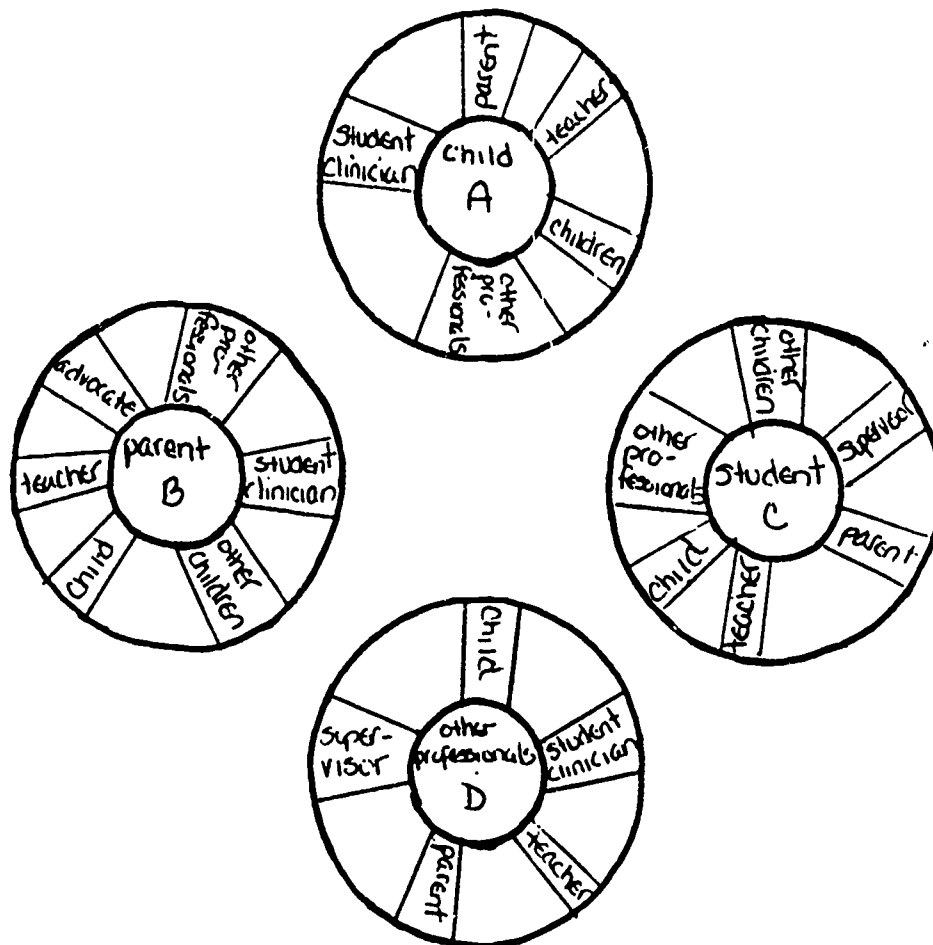 parent
teacher
student
clinician
child
A
children
other
pro-
fessionals
other
pro-
fessionals
advocate
parent
B
teacher
student
clinician
child
other
children
other
children
supervisor
other
pro-
fessionals
student
C
parent
child
teacher
child
super-
visor
other
professionals
D
student
clinician
parent
teacher